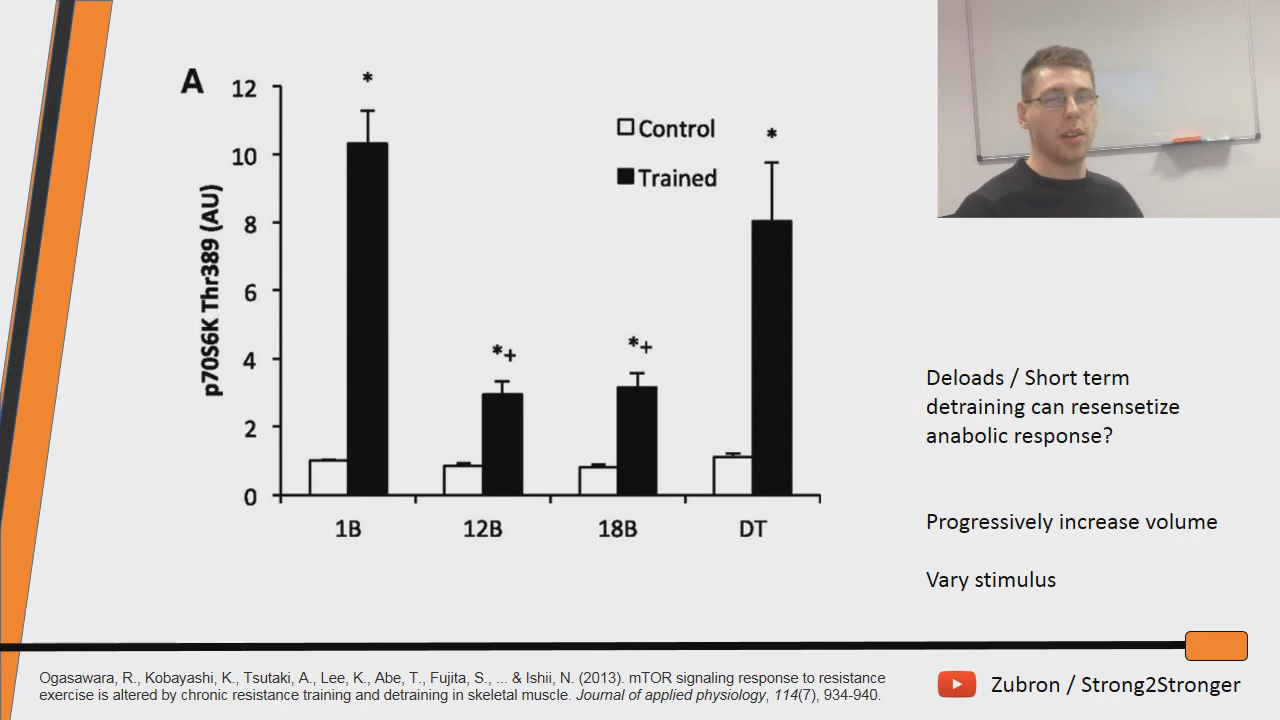 A
12
10
8
6
4
2
0
p70S6K Thr389 (AU)
Control
Trained
*
*+
*+
*
1B
12B
18B
DT
Deloads / Short term
detraining can resensetize
anabolic response?
Progressively increase volume
Vary stimulus
Ogasawara, R., Kobayashi, K., Tsutaki, A., Lee, K., Abe, T., Fujita, S., ... & Ishii, N. (2013). mTOR signaling response to resistance
exercise is altered by chronic resistance training and detraining in skeletal muscle. Journal of applied physiology, 114(7), 934-940.
Zubron / Strong2Stronger